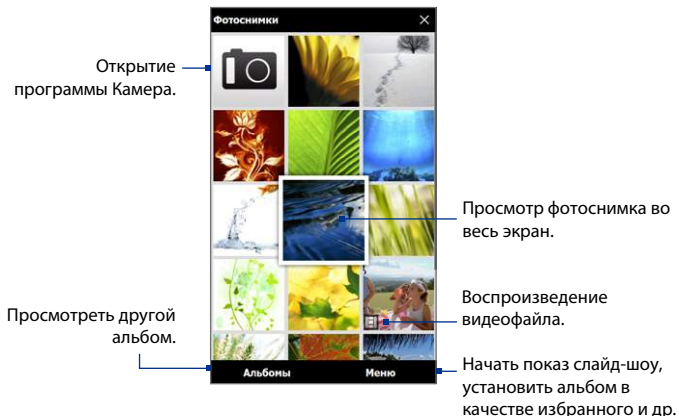 Фотоснимки
Открытие
программы Камера.
Просмотр фотоснимка во
весь экран.
Воспроизведение
видеофайла.
Просмотреть другой
альбом.
Альбомы
Меню
Начать показ слайд-шоу,
установить альбом в
качестве избранного и др.